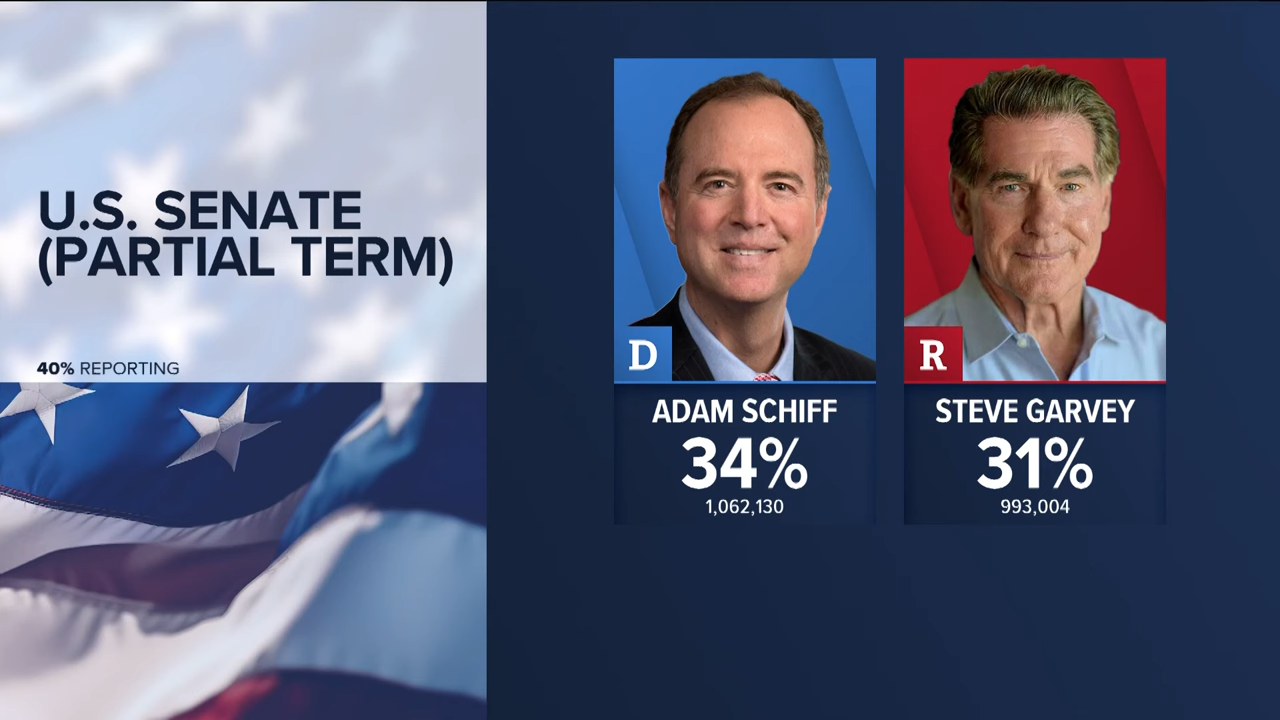 U.S. SENATE
(PARTIAL TERM)
40% REPORTING
D
ADAM SCHIFF
34%
1,062,130
R
STEVE GARVEY
31%
993,004